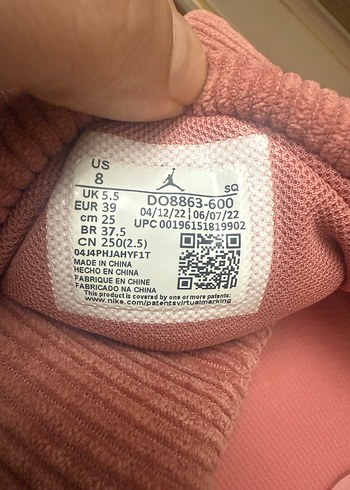 US
8
SQ
UK 5.5
EUR 39
cm 25
BR 37.5
CN 250(2.5)
DO8863-600
04/12/22 | 06/07/22
UPC 00196151819902
04J4PHJAHYF1T
MADE IN CHINA
HECHO EN CHINA
FABRIQUE EN CHINE
FABRICADO NA CHINA
This product is covered by one or more patents:
www.nike.com/patentsvirtualmarking